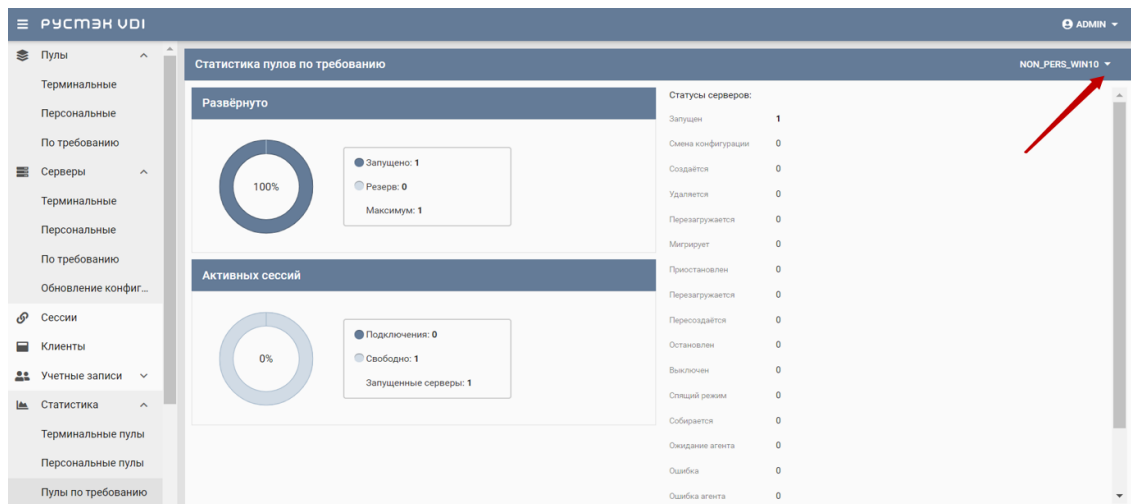 РУСТЭК VDI
ADMIN
Пулы
Терминальные
Персональные
По требованию
Серверы
Терминальные
Персональные
По требованию
Обновление конфиг...
Сессии
Клиенты
Учетные записи
Статистика
Терминальные пулы
Персональные пулы
Пулы по требованию
Статистика пулов по требованию
NON_PERS_WIN10
Развёрнуто
100%
Запущено: 1
Резерв: 0
Максимум: 1
Активных сессий
0%
Подключения: 0
Свободно: 1
Запущенные серверы: 1
Статусы серверов:
Запущен 1
Смена конфигурации 0
Создаётся 0
Удаляется 0
Перезагружается 0
Мигрирует 0
Приостановлен 0
Перезагружается 0
Пересоздаётся 0
Остановлен 0
Выключен 0
Спящий режим 0
Собирается 0
Ожидание агента 0
Ошибка 0
Ошибка агента 0